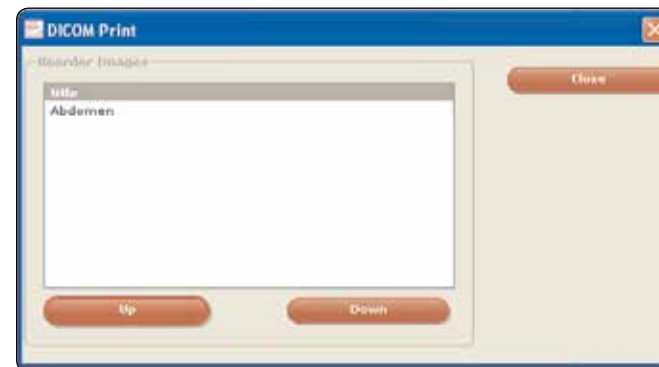 DICOM Print
Reorder Images
Close
title
Abdomen
Up
Down